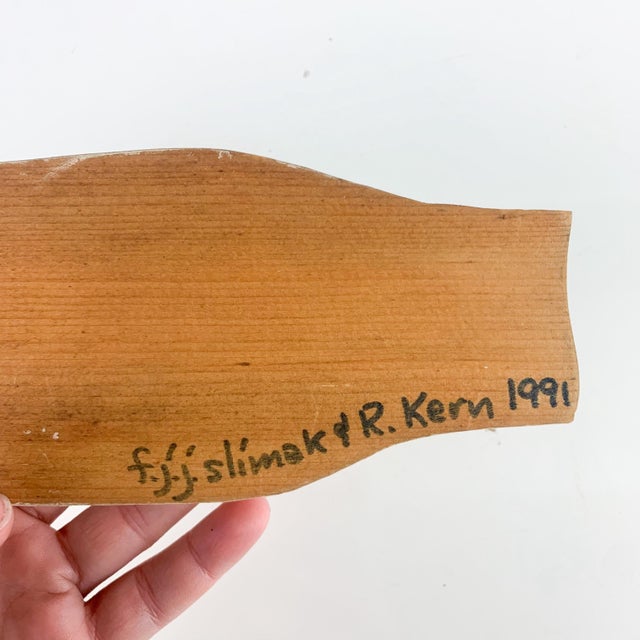 f.j.j. slimak & R. Kern 1991